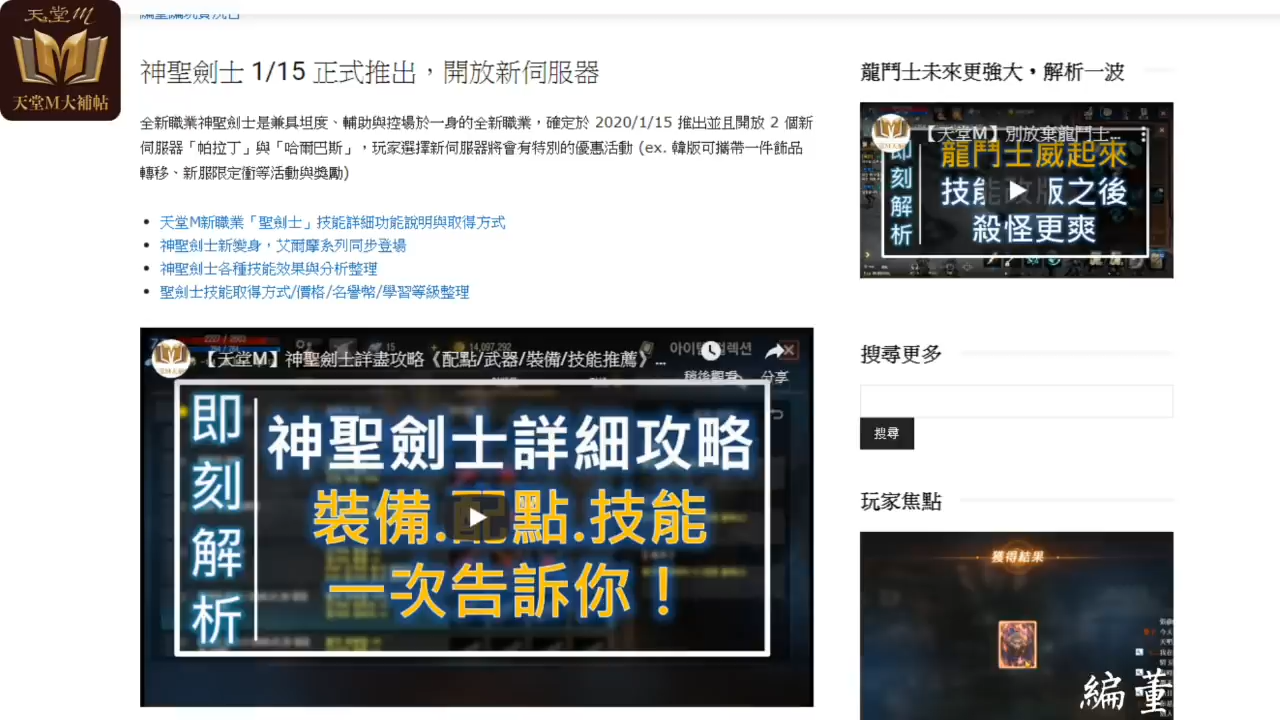 天堂M
天堂M大補帖
神聖劍士 1/15 正式推出，開放新伺服器
全新職業神聖劍士是兼具坦度、輔助與控場於一身的全新職業，確定於 2020/1/15 推出並且開放 2 個新
伺服器「帕拉丁」與「哈爾巴斯」，玩家選擇新伺服器將會有特別的優惠活動 (ex. 韓版可攜帶一件飾品
轉移、新服限定衝等活動與獎勵)
天堂M新職業「聖劍士」技能詳細功能說明與取得方式
神聖劍士新變身，艾爾摩系列同步登場
神聖劍士各種技能效果與分析整理
聖劍士技能取得方式/價格/名譽幣/學習等級整理
【天堂M】神聖劍士詳盡攻略《配點/武器/裝備/技能推薦》...
稍後觀看
分享
即刻解析
神聖劍士詳細攻略
裝備.配點.技能
一次告訴你！
龍鬥士未來更強大，解析一波
【天堂M】別放棄龍鬥士...
即刻解析
龍鬥士威起來
技能改版之後
殺怪更爽
搜尋更多
搜尋
玩家焦點
獲得結果
編董